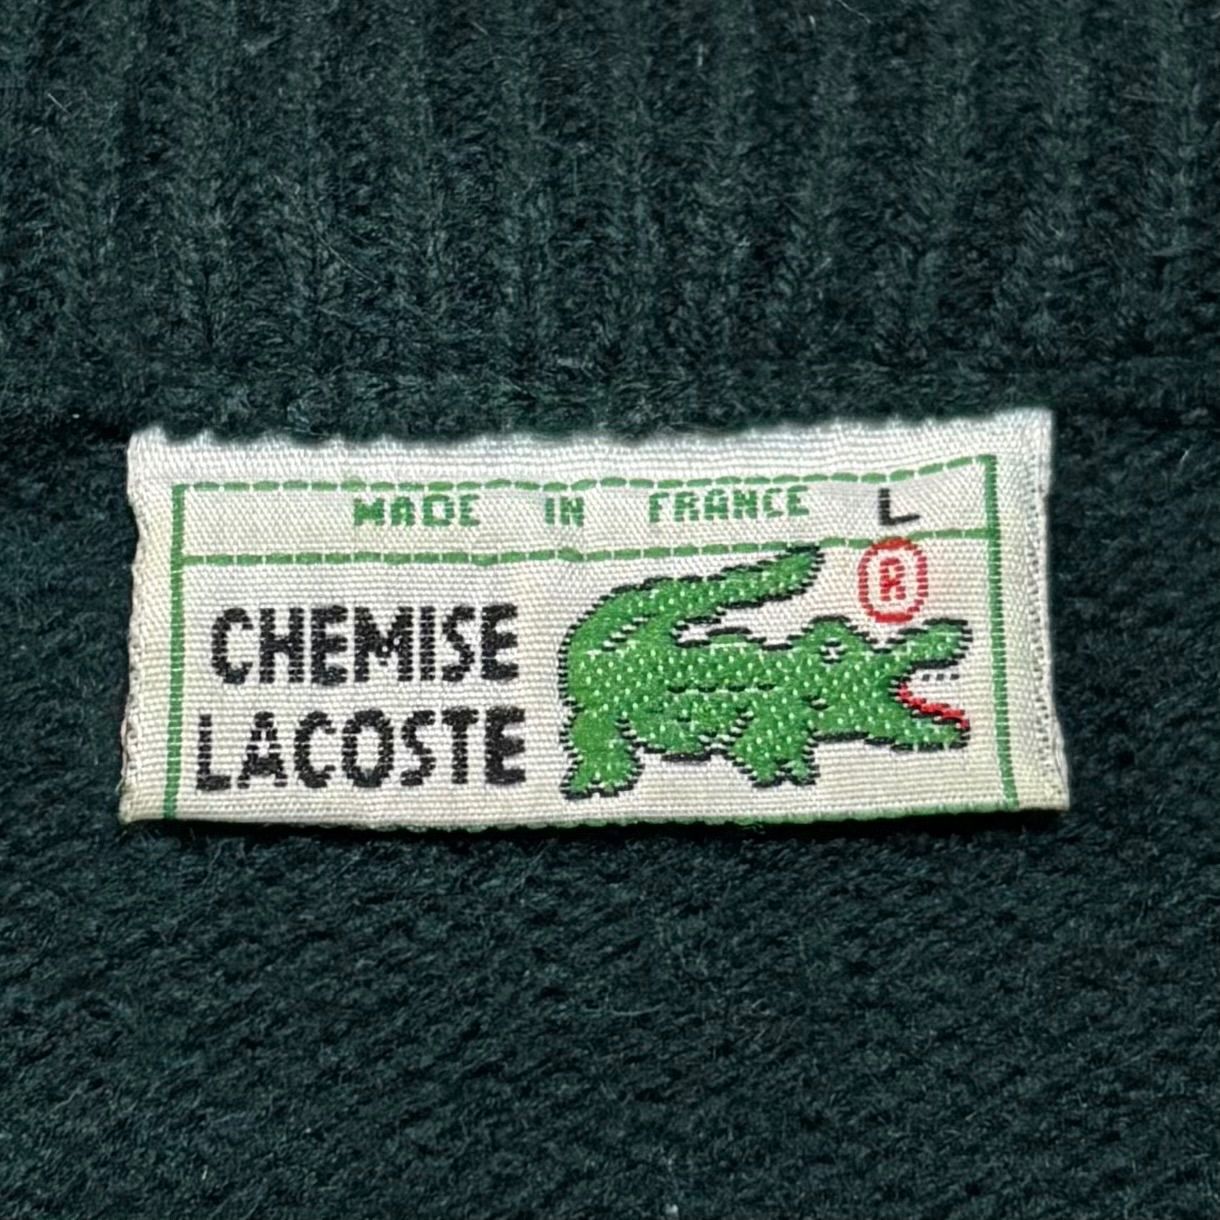 MADE IN FRANCE L
®
CHEMISE
LACOSTE